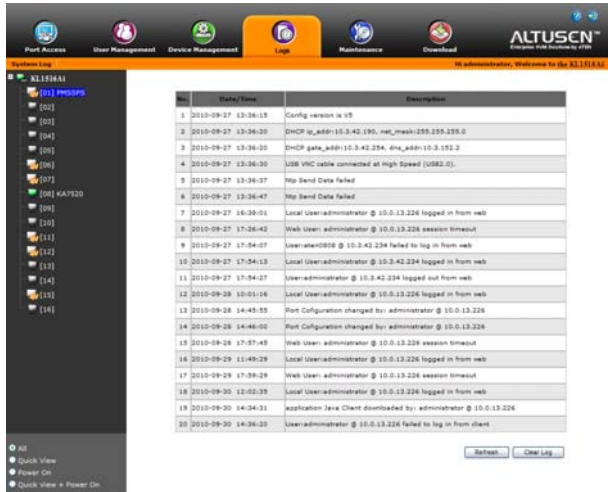 Port Access
User Management
Device Management
Logs
Maintenance
Download
ALTUSCN™
Enterprise KVM Solutions by ATEN
System Log
Hi administrator, Welcome to the KL1516Ai
KL1516Ai
[01] PMSSPS
[02]
[03]
[04]
[05]
[06]
[07]
[08] KA7520
[09]
[10]
[11]
[12]
[13]
[14]
[15]
[16]
No. Date/Time Description
1 2010-09-27 13:36:15 Config version is V5
2 2010-09-27 13:36:20 DHCP ip_addr:10.3.42.190, net_mask:255.255.255.0
3 2010-09-27 13:36:20 DHCP gate_addr:10.3.42.254, dns_addr:10.3.152.2
4 2010-09-27 13:36:30 USB VNC cable connected at High Speed (USB2.0).
5 2010-09-27 13:36:37 Ntp Send Data failed
6 2010-09-27 13:36:47 Ntp Send Data failed
7 2010-09-27 16:38:01 Local User:administrator @ 10.0.13.226 logged in from web
8 2010-09-27 17:26:42 Web User: administrator @ 10.0.13.226 session timeout
9 2010-09-27 17:54:07 User:aten0808 @ 10.3.42.234 failed to log in from web
10 2010-09-27 17:54:13 Local User:administrator @ 10.3.42.234 logged in from web
11 2010-09-27 17:54:27 User:administrator @ 10.3.42.234 logged out from web
12 2010-09-28 10:01:16 Local User:administrator @ 10.0.13.226 logged in from web
13 2010-09-28 14:45:55 Port Cofiguration changed by: administrator @ 10.0.13.226
14 2010-09-28 14:46:00 Port Cofiguration changed by: administrator @ 10.0.13.226
15 2010-09-28 17:57:45 Web User: administrator @ 10.0.13.226 session timeout
16 2010-09-29 11:49:29 Local User:administrator @ 10.0.13.226 logged in from web
17 2010-09-29 17:59:29 Web User: administrator @ 10.0.13.226 session timeout
18 2010-09-30 12:02:35 Local User:administrator @ 10.0.13.226 logged in from web
19 2010-09-30 14:34:31 application Java Client downloaded by: administrator @ 10.0.13.226
20 2010-09-30 14:36:20 User:administrator @ 10.0.13.226 failed to log in from client
Refresh
Clear Log
All
Quick View
Power On
Quick View + Power On